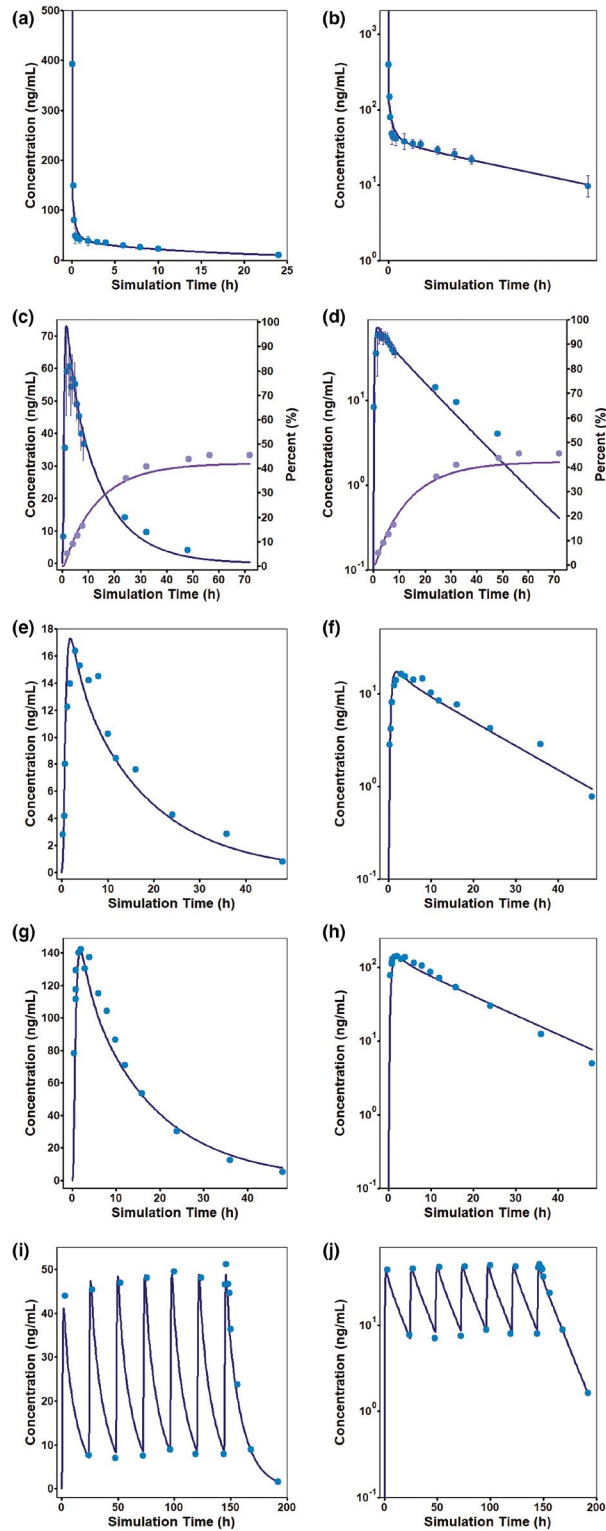 (a)
Concentration (ng/mL)
500
400
300
200
100
0
0 5 10 15 20 25
Simulation Time (h)
(b)
Concentration (ng/mL)
10³
10²
10¹
10⁰
0
Simulation Time (h)
(c)
Concentration (ng/mL)
70
60
50
40
30
20
10
0
100
90
80
70
60
50
40
30
20
10
0
Percent (%)
0 10 20 30 40 50 60 70
Simulation Time (h)
(d)
Concentration (ng/mL)
10¹
10⁰
10⁻¹
100
90
80
70
60
50
40
30
20
10
0
Percent (%)
0 10 20 30 40 50 60 70
Simulation Time (h)
(e)
Concentration (ng/mL)
18
16
14
12
10
8
6
4
2
0
0 10 20 30 40
Simulation Time (h)
(f)
Concentration (ng/mL)
10¹
10⁰
10⁻¹
0 10 20 30 40
Simulation Time (h)
(g)
Concentration (ng/mL)
140
120
100
80
60
40
20
0
0 10 20 30 40
Simulation Time (h)
(h)
Concentration (ng/mL)
10²
10¹
10⁰
10⁻¹
0 10 20 30 40
Simulation Time (h)
(i)
Concentration (ng/mL)
50
40
30
20
10
0
0 50 100 150 200
Simulation Time (h)
(j)
Concentration (ng/mL)
10¹
10⁰
10⁻¹
0 50 100 150 200
Simulation Time (h)